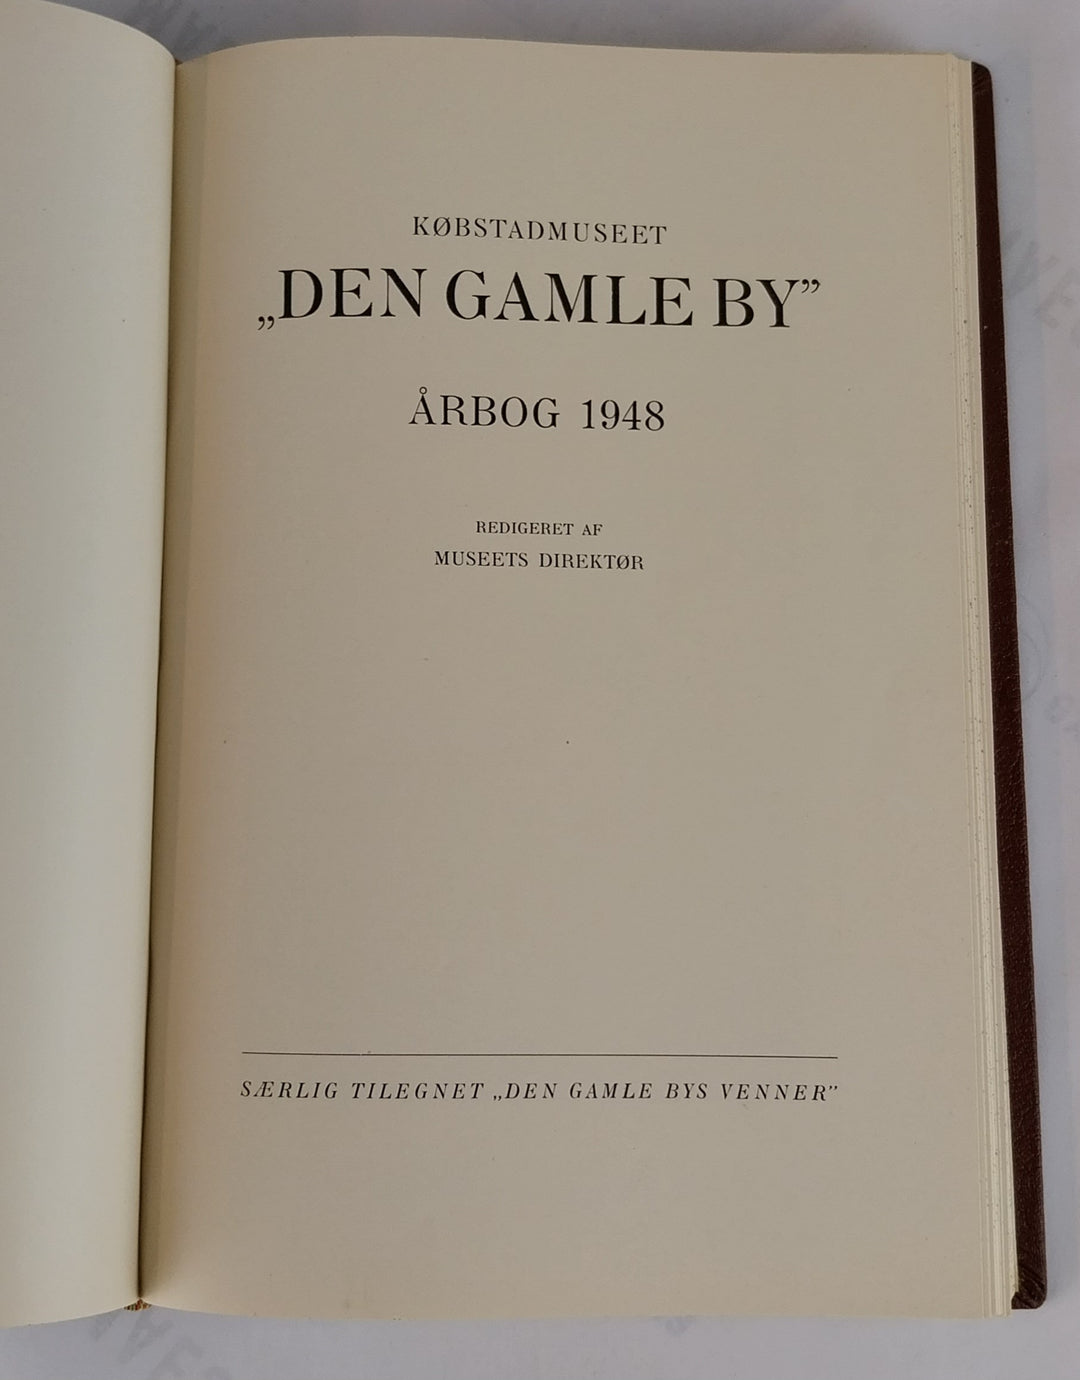 KØBSTADMUSEET
„DEN GAMLE BY”
ÅRBOG 1948
REDIGERET AF
MUSEETS DIREKTØR
SÆRLIG TILEGNET „DEN GAMLE BYS VENNER”